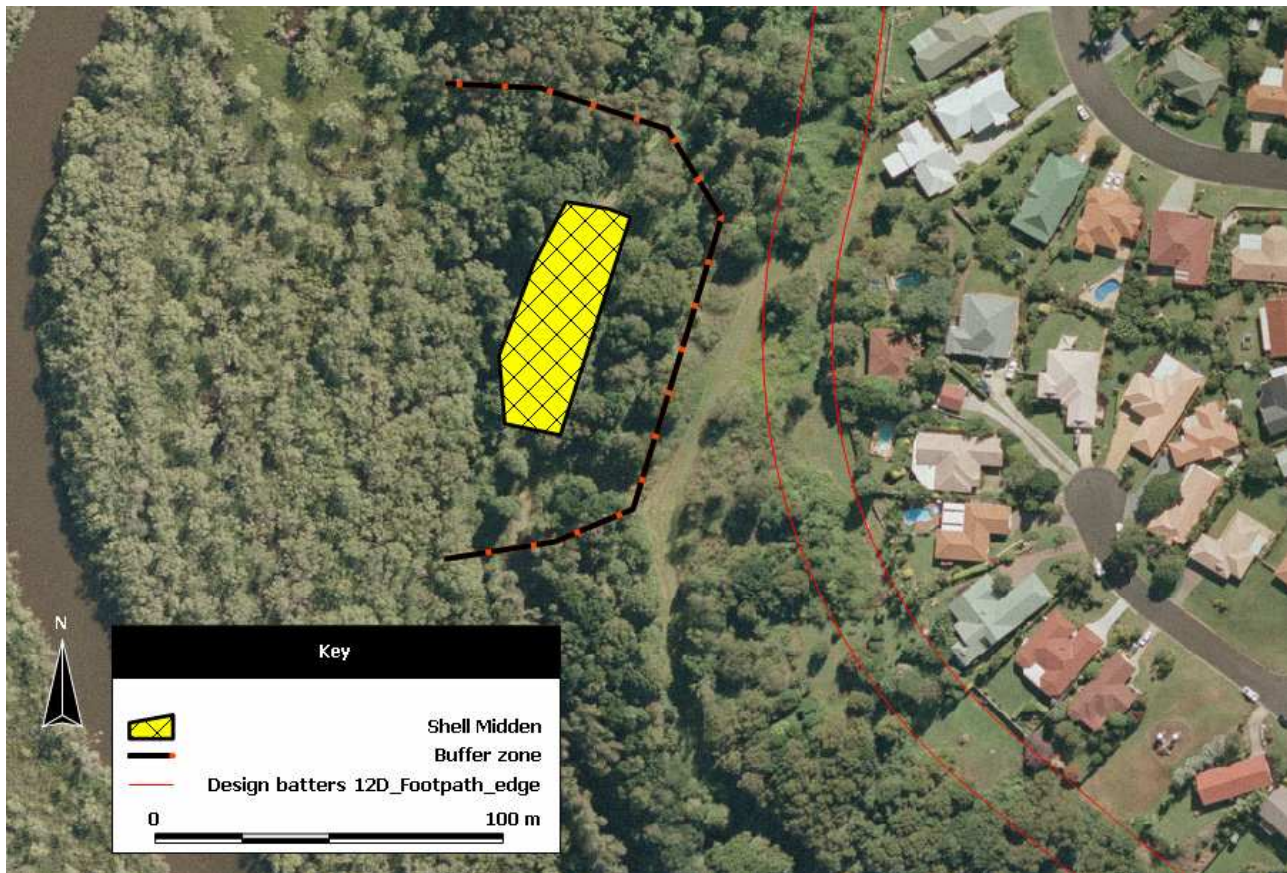 N
Key
Shell Midden
Buffer zone
Design batters 12D_Footpath_edge
0 100 m